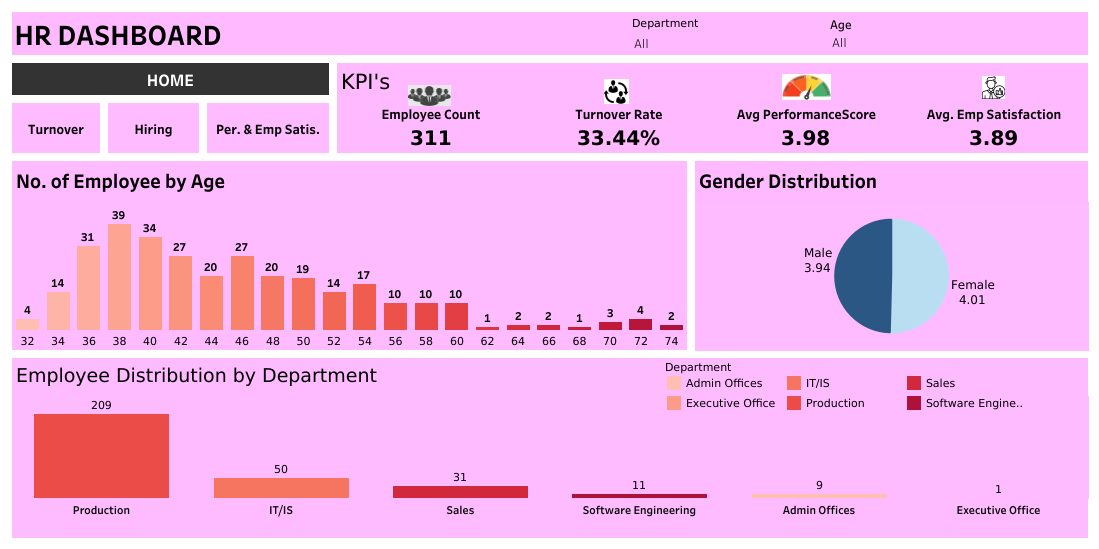 HR DASHBOARD
Department
All
Age
All
HOME
Turnover
Hiring
Per. & Emp Satis.
KPI's
Employee Count
311
Turnover Rate
33.44%
Avg PerformanceScore
3.98
Avg. Emp Satisfaction
3.89
No. of Employee by Age
4 14 31 39 34 27 20 27 20 19 14 17 10 10 10 1 2 2 1 3 4 2
32 34 36 38 40 42 44 46 48 50 52 54 56 58 60 62 64 66 68 70 72 74
Gender Distribution
Male
3.94
Female
4.01
Employee Distribution by Department
Department
Admin Offices IT/IS Sales
Executive Office Production Software Engine..
209 50 31 11 9 1
Production IT/IS Sales Software Engineering Admin Offices Executive Office